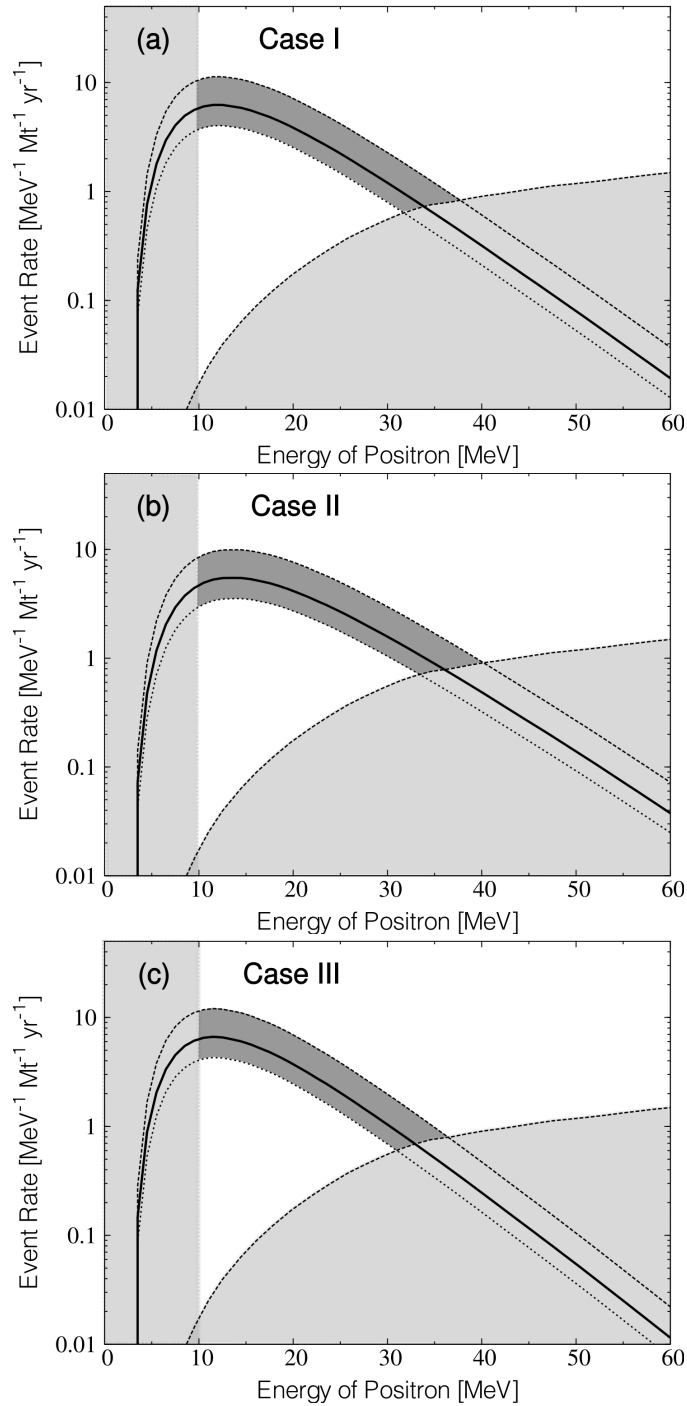 (a) Case I
Event Rate [MeV⁻¹ Mt⁻¹ yr⁻¹]
10
1
0.1
0.01
0 10 20 30 40 50 60
Energy of Positron [MeV]
(b) Case II
Event Rate [MeV⁻¹ Mt⁻¹ yr⁻¹]
10
1
0.1
0.01
0 10 20 30 40 50 60
Energy of Positron [MeV]
(c) Case III
Event Rate [MeV⁻¹ Mt⁻¹ yr⁻¹]
10
1
0.1
0.01
0 10 20 30 40 50 60
Energy of Positron [MeV]